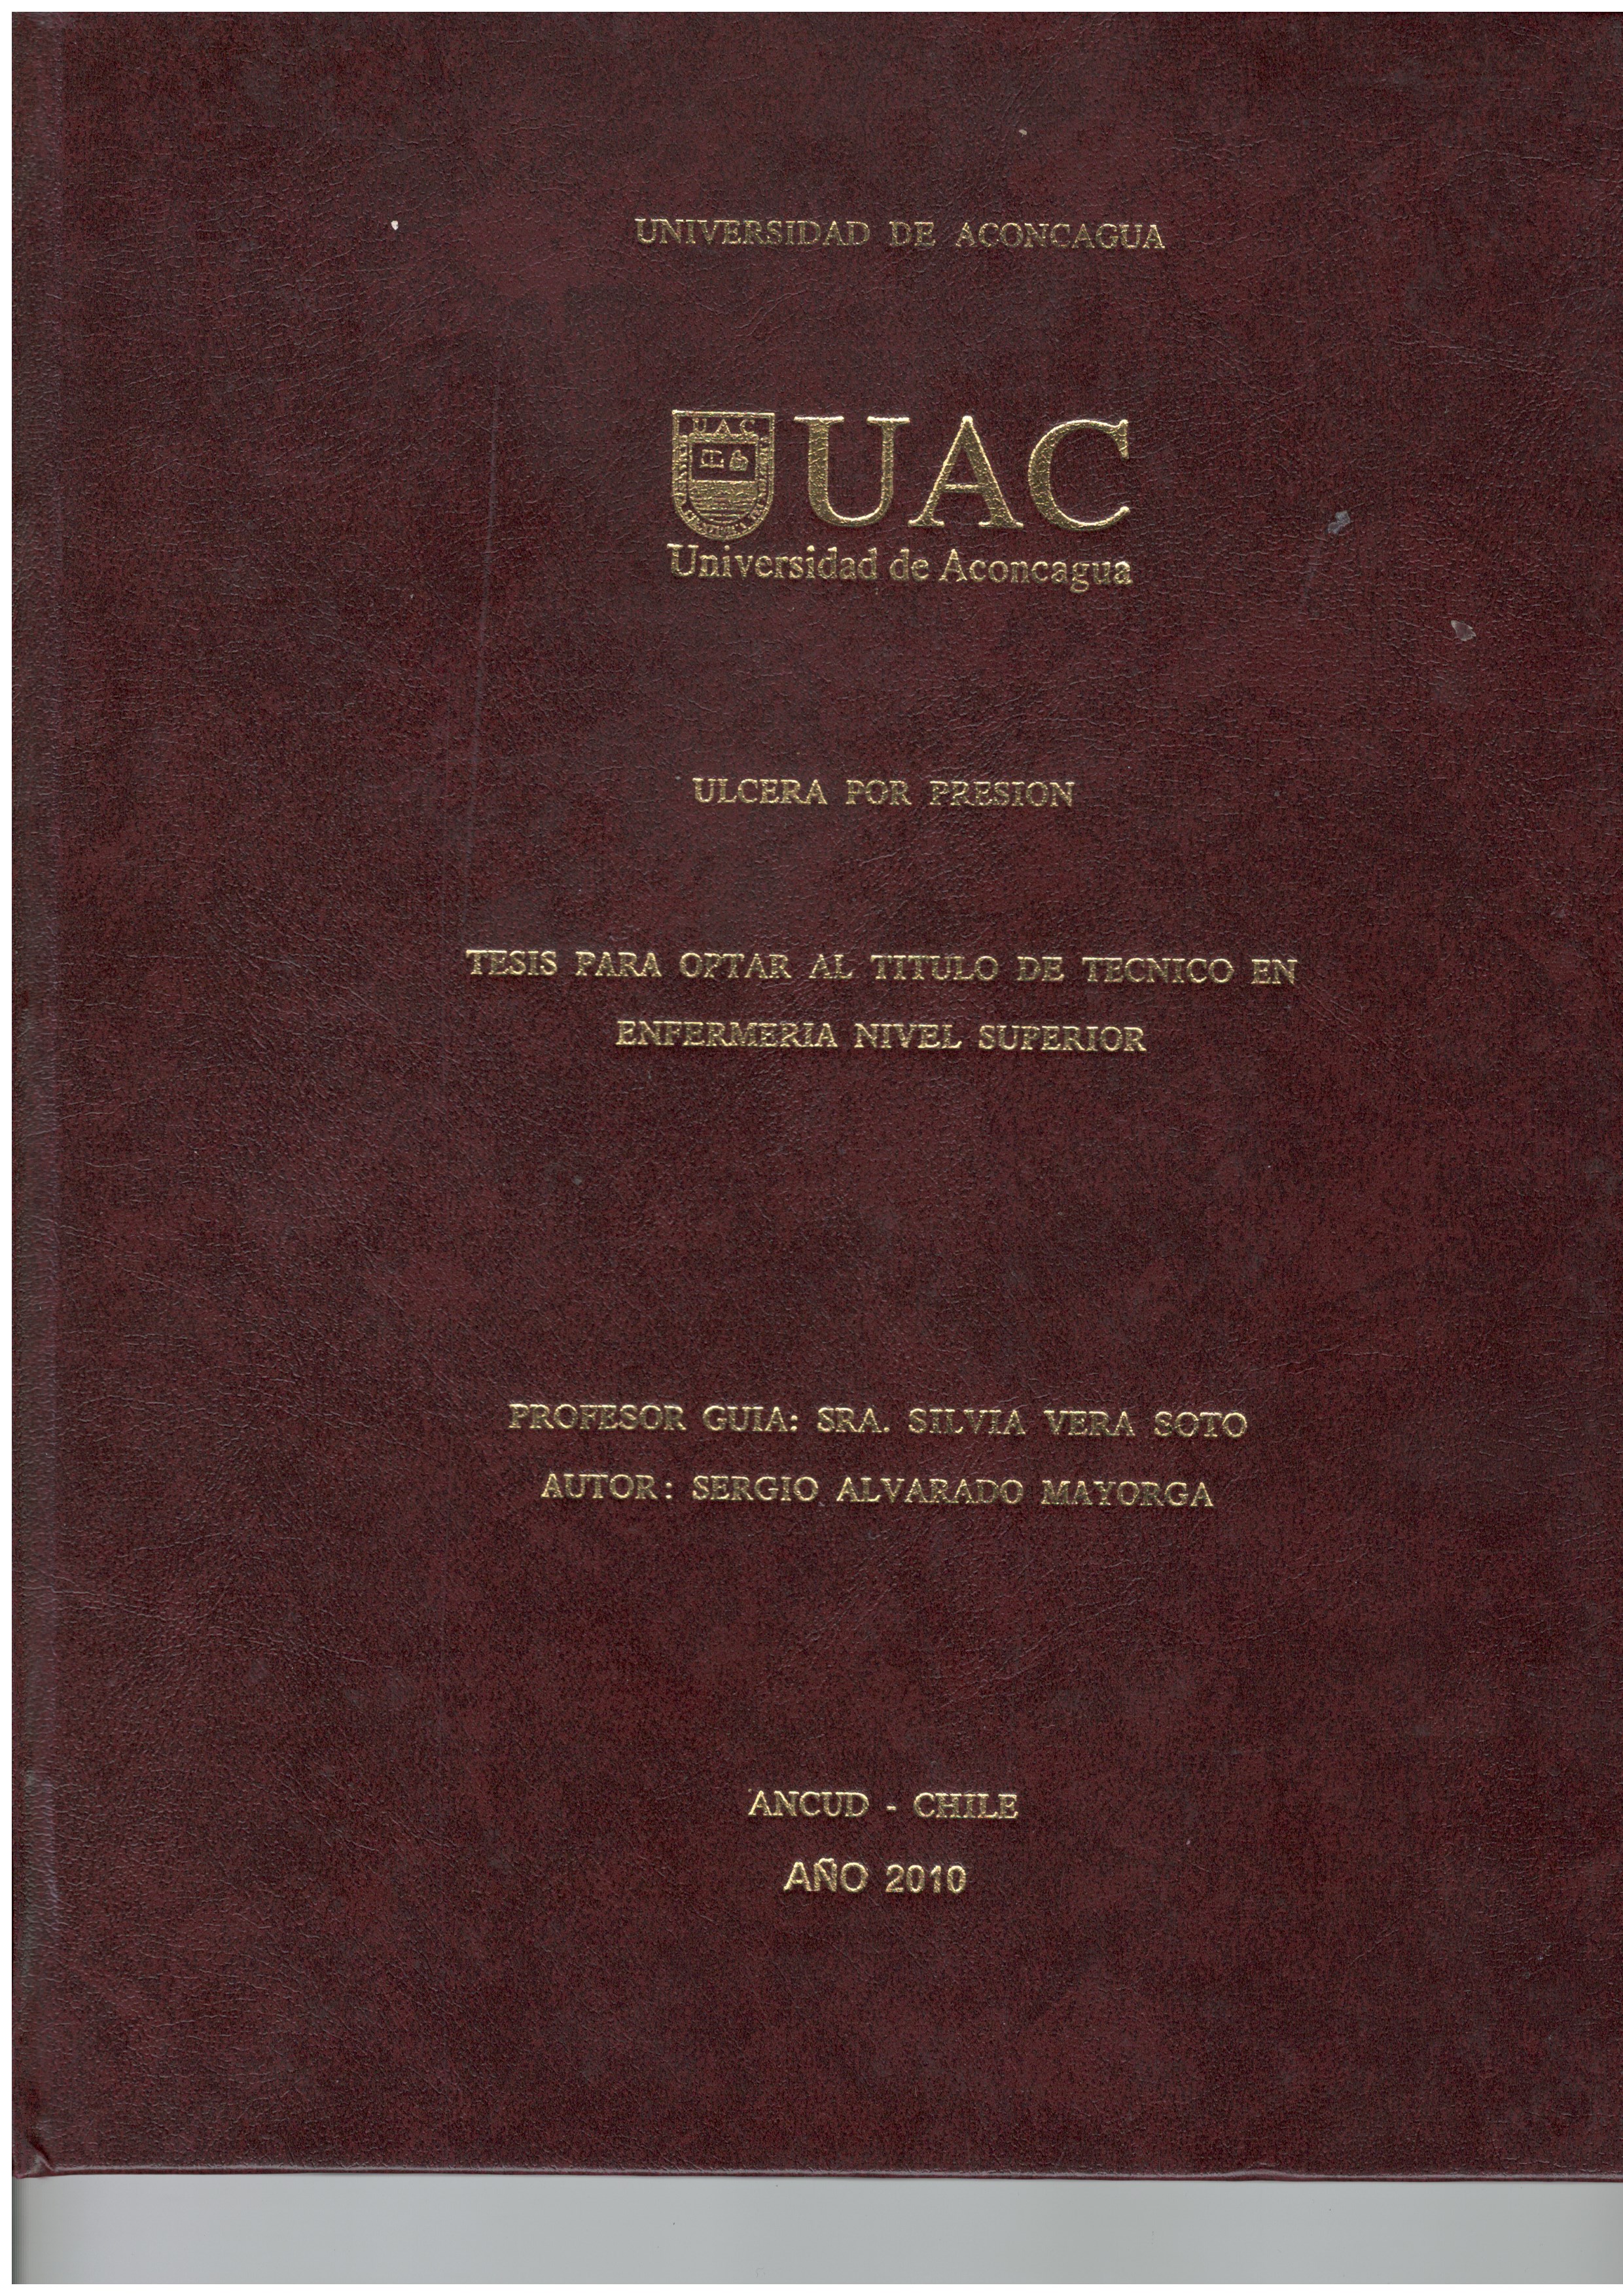 UNIVERSIDAD DE ACONCAGUA
UAC
UAC
Universidad de Aconcagua
ULCERA POR PRESION
TESIS PARA OPTAR AL TITULO DE TECNICO EN
ENFERMERIA NIVEL SUPERIOR
PROFESOR GUIA: SRA. SILVIA VERA SOTO
AUTOR: SERGIO ALVARADO MAYORGA
ANCUD - CHILE
AÑO 2010